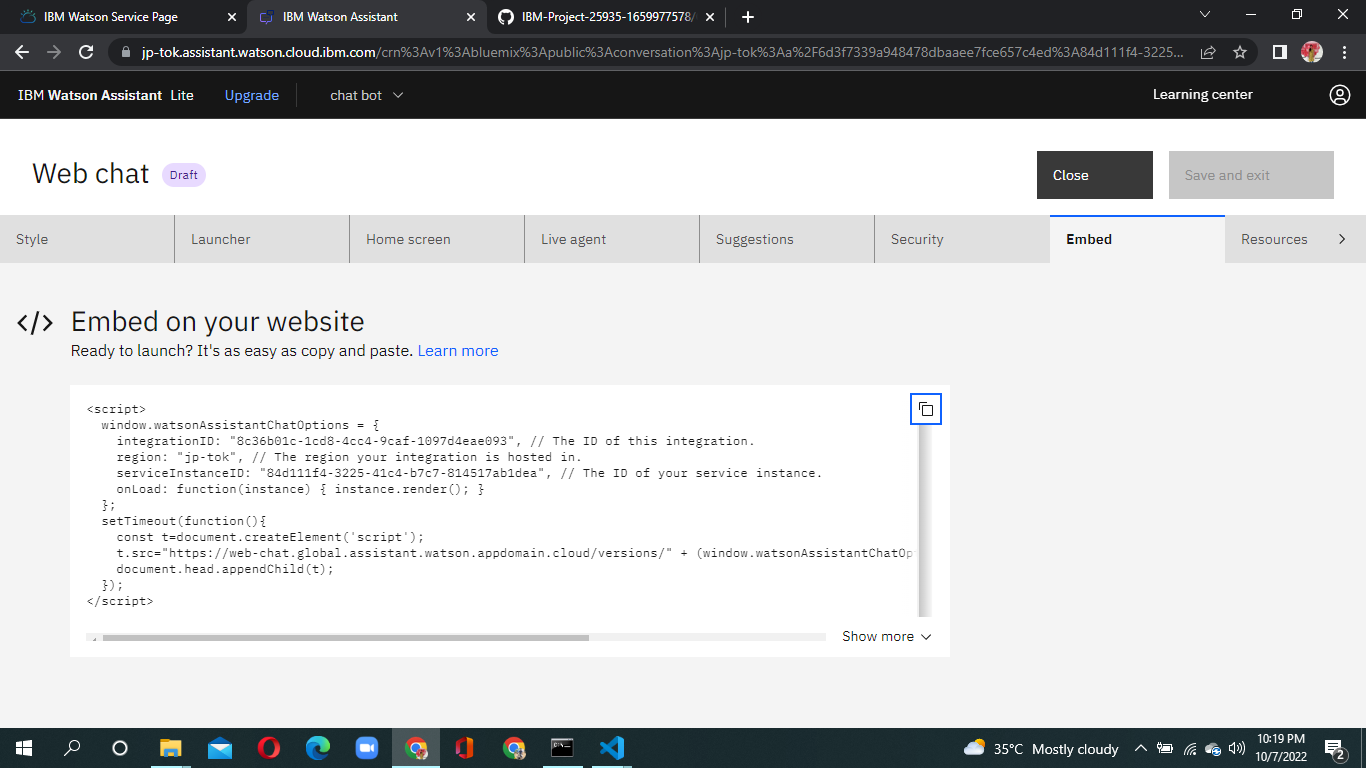 IBM Watson Service Page
IBM Watson Assistant
IBM-Project-25935-1659977578/
jp-tok.assistant.watson.cloud.ibm.com/crn%3Av1%3Abluemix%3Apublic%3Aconversation%3Ajp-tok%3Aa%2F6d3f7339a948478dbaaee7fce657c4ed%3A84d111f4-3225...
IBM Watson Assistant Lite
Upgrade
chat bot
Learning center
Web chat
Draft
Close
Save and exit
Style
Launcher
Home screen
Live agent
Suggestions
Security
Embed
Resources
</> Embed on your website
Ready to launch? It's as easy as copy and paste. Learn more
<script>
window.watsonAssistantChatOptions = {
integrationID: "8c36b01c-1cd8-4cc4-9caf-1097d4eae093", // The ID of this integration.
region: "jp-tok", // The region your integration is hosted in.
serviceInstanceID: "84d111f4-3225-41c4-b7c7-814517ab1dea", // The ID of your service instance.
onLoad: function(instance) { instance.render(); }
};
setTimeout(function(){
const t=document.createElement('script');
t.src="https://web-chat.global.assistant.watson.appdomain.cloud/versions/" + (window.watsonAssistantChatOp
document.head.appendChild(t);
});
</script>
Show more
35°C Mostly cloudy
10:19 PM
10/7/2022
2